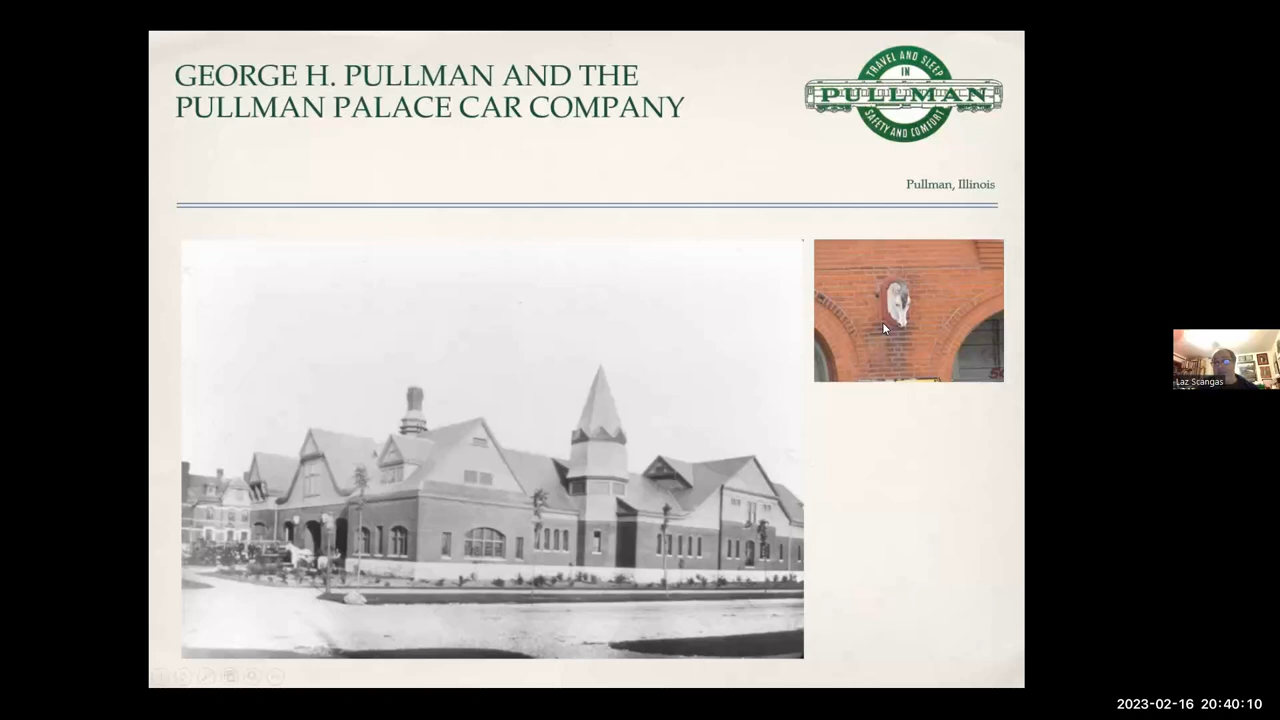 GEORGE H. PULLMAN AND THE
PULLMAN PALACE CAR COMPANY
TRAVEL AND SLEEP
IN
PULLMAN
SAFETY AND COMFORT
Pullman, Illinois
Laz Scangas
2023-02-16 20:40:10